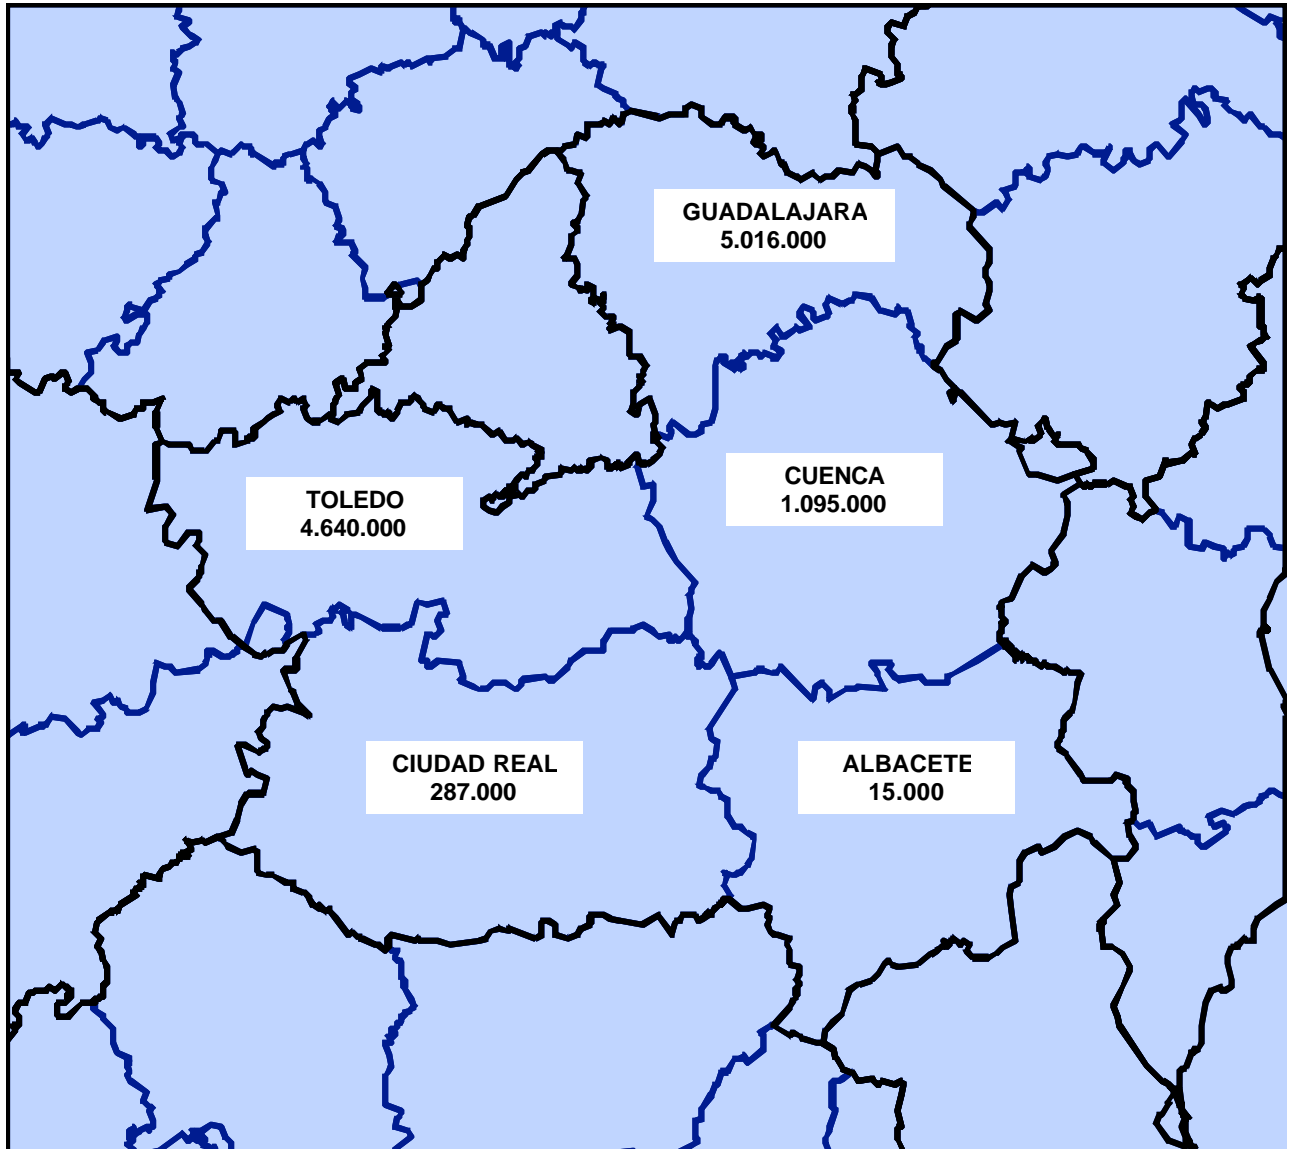 GUADALAJARA
5.016.000
CUENCA
1.095.000
TOLEDO
4.640.000
CIUDAD REAL
287.000
ALBACETE
15.000